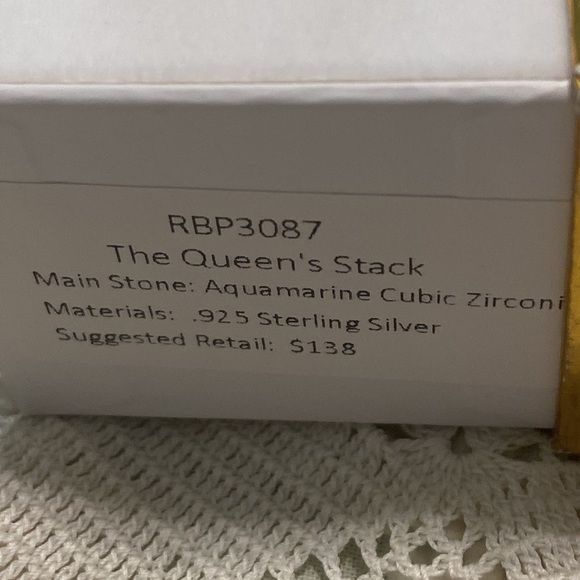 RBP3087
The Queen's Stack
Main Stone: Aquamarine Cubic Zirconi
Materials: .925 Sterling Silver
Suggested Retail: $138